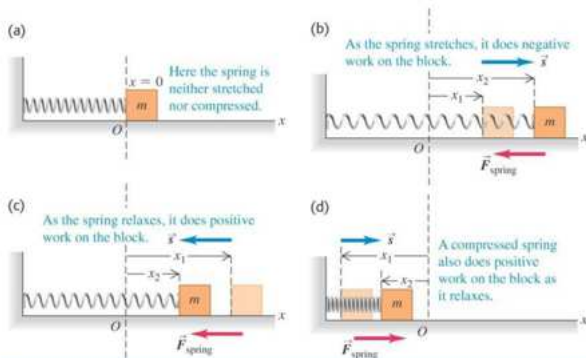 (a)
x = 0
Here the spring is
neither stretched
nor compressed.
m
O
x
(b)
As the spring stretches, it does negative
work on the block.
s
x₂
x₁
m
O
x
F spring
(c)
As the spring relaxes, it does positive
work on the block.
s
x₁
x₂
m
O
x
F spring
(d)
s
x₁
x₂
A compressed spring
also does positive
work on the block as
it relaxes.
m
O
x
F spring